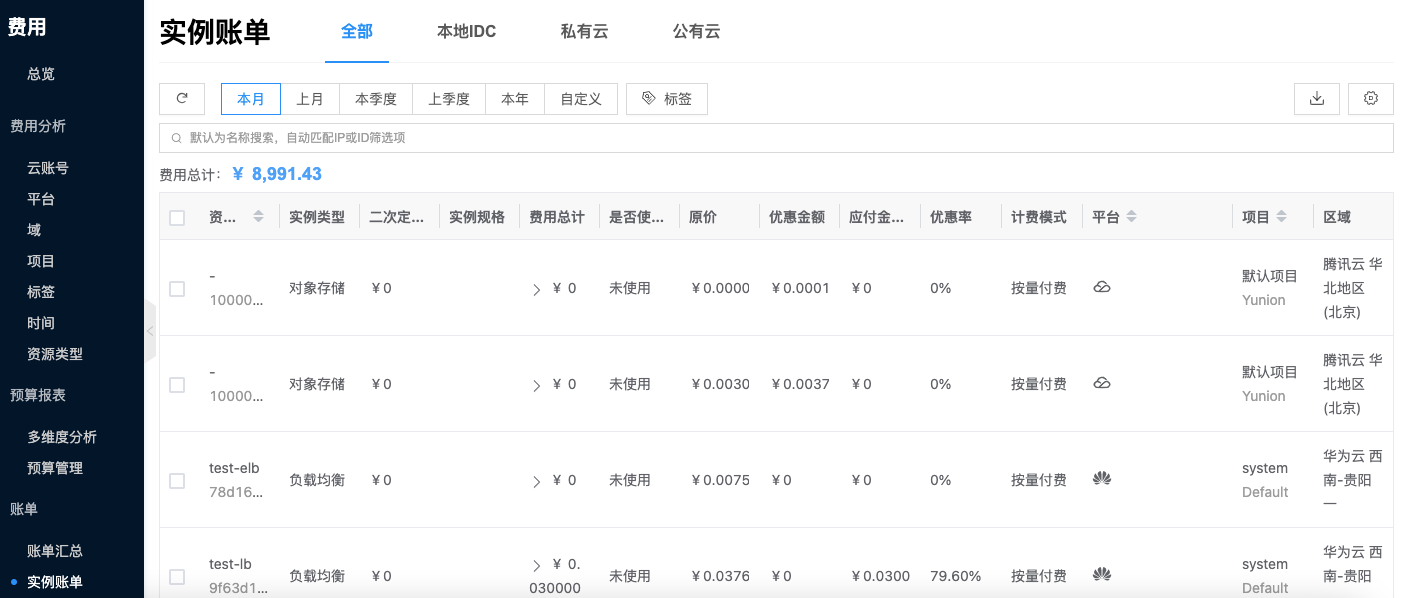 费用
总览
费用分析
云账号
平台
域
项目
标签
时间
资源类型
预算报表
多维度分析
预算管理
账单
账单汇总
实例账单
实例账单 全部 本地IDC 私有云 公有云
本月 上月 本季度 上季度 本年 自定义 标签
默认为名称搜索，自动匹配IP或ID筛选项
费用总计： ¥ 8,991.43
资... 实例类型 二次定... 实例规格 费用总计 是否使... 原价 优惠金额 应付金... 优惠率 计费模式 平台 项目 区域
- 对象存储 ¥0 ¥ 0 未使用 ¥0.0000 ¥0.0001 ¥0 0% 按量付费 默认项目 腾讯云 华
10000... Yunion 北地区
(北京)
- 对象存储 ¥0 ¥ 0 未使用 ¥0.0030 ¥0.0037 ¥0 0% 按量付费 默认项目 腾讯云 华
10000... Yunion 北地区
(北京)
test-elb 负载均衡 ¥0 ¥ 0 未使用 ¥0.0075 ¥0 ¥0 0% 按量付费 system 华为云 西
78d16... Default 南-贵阳
一
test-lb 负载均衡 ¥0 ¥ 0. 未使用 ¥0.0376 ¥0 ¥0.0300 79.60% 按量付费 system 华为云 西
9f63d1... 030000 Default 南-贵阳